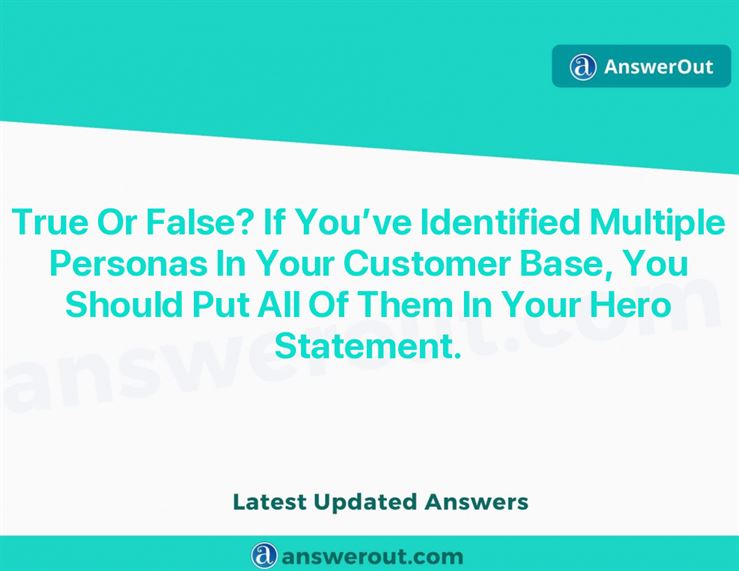 AnswerOut
True Or False? If You’ve Identified Multiple
Personas In Your Customer Base, You
Should Put All Of Them In Your Hero
Statement.
answerout.com
Latest Updated Answers
answerout.com